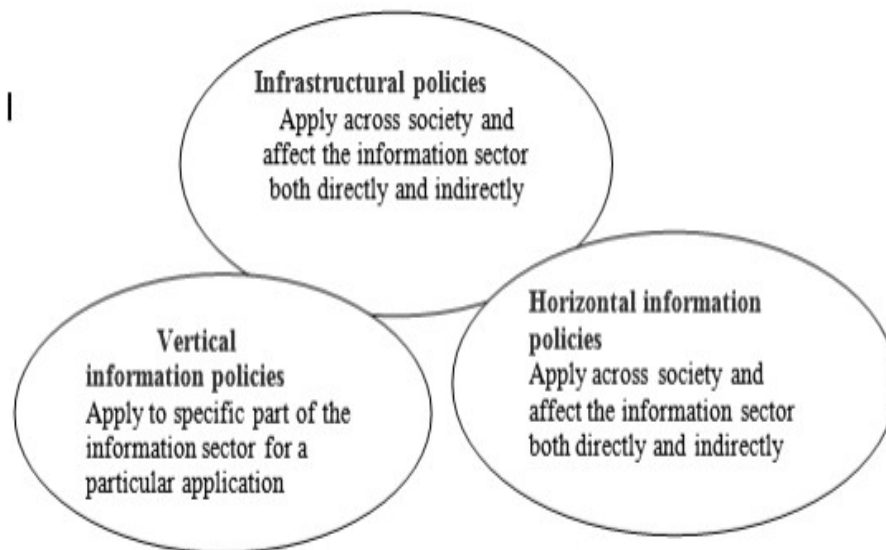 Infrastructural policies
Apply across society and
affect the information sector
both directly and indirectly
Vertical
information policies
Apply to specific part of the
information sector for a
particular application
Horizontal information
policies
Apply across society and
affect the information sector
both directly and indirectly